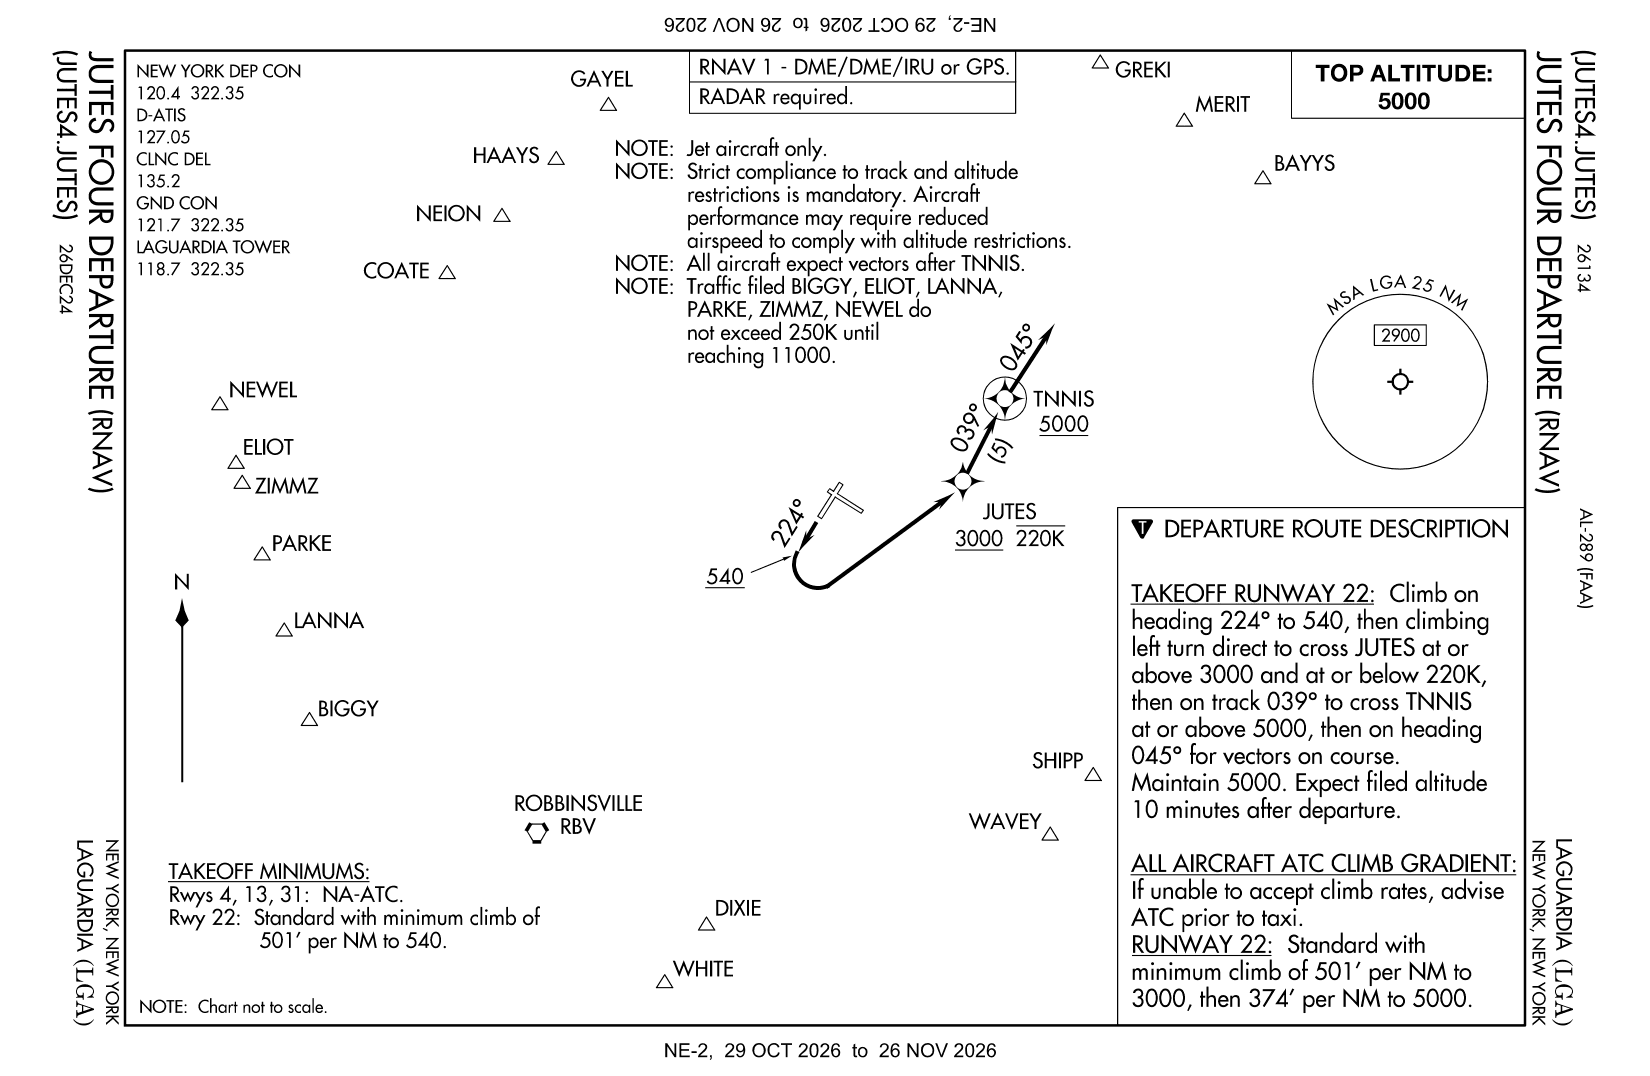 NE-2, 29 OCT 2026 to 26 NOV 2026
(JUTES4.JUTES) 26DEC24
JUTES FOUR DEPARTURE (RNAV)
NEW YORK, NEW YORK
LAGUARDIA (LGA)
NEW YORK DEP CON
120.4 322.35
D-ATIS
127.05
CLNC DEL
135.2
GND CON
121.7 322.35
LAGUARDIA TOWER
118.7 322.35
RNAV 1 - DME/DME/IRU or GPS.
RADAR required.
TOP ALTITUDE:
5000
GAYEL
HAAYS
NEION
COATE
GREKI
MERIT
BAYYS
NOTE: Jet aircraft only.
NOTE: Strict compliance to track and altitude
restrictions is mandatory. Aircraft
performance may require reduced
airspeed to comply with altitude restrictions.
NOTE: All aircraft expect vectors after TNNIS.
NOTE: Traffic filed BIGGY, ELIOT, LANNA,
PARKE, ZIMMZ, NEWEL do
not exceed 250K until
reaching 11000.
MSA LGA 25 NM
2900
045°
TNNIS
5000
039°
(5)
JUTES
3000 220K
224°
540
NEWEL
ELIOT
ZIMMZ
PARKE
N
LANNA
BIGGY
ROBBINSVILLE
RBV
SHIPP
WAVEY
DIXIE
WHITE
TAKEOFF MINIMUMS:
Rwys 4, 13, 31: NA-ATC.
Rwy 22: Standard with minimum climb of
501' per NM to 540.
NOTE: Chart not to scale.
T DEPARTURE ROUTE DESCRIPTION
TAKEOFF RUNWAY 22: Climb on
heading 224° to 540, then climbing
left turn direct to cross JUTES at or
above 3000 and at or below 220K,
then on track 039° to cross TNNIS
at or above 5000, then on heading
045° for vectors on course.
Maintain 5000. Expect filed altitude
10 minutes after departure.
ALL AIRCRAFT ATC CLIMB GRADIENT:
If unable to accept climb rates, advise
ATC prior to taxi.
RUNWAY 22: Standard with
minimum climb of 501' per NM to
3000, then 374' per NM to 5000.
(JUTES4.JUTES) 26134
JUTES FOUR DEPARTURE (RNAV)
AL-289 (FAA)
LAGUARDIA (LGA)
NEW YORK, NEW YORK
NE-2, 29 OCT 2026 to 26 NOV 2026